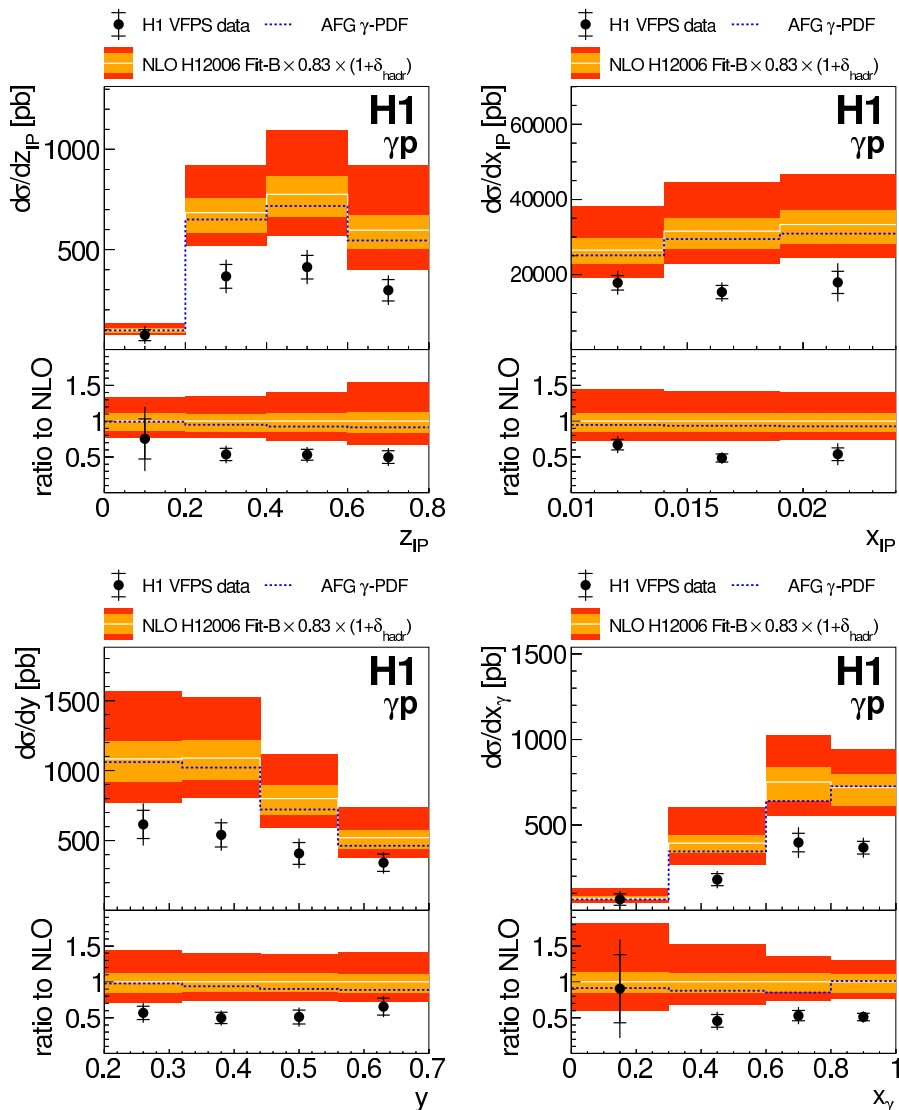 H1 VFPS data AFG γ-PDF
NLO H12006 Fit-B × 0.83 × (1+δhadr)
H1
γp
dσ/dzIP [pb]
1000
500
ratio to NLO
1.5
1
0.5
0 0.2 0.4 0.6 0.8
zIP
H1 VFPS data AFG γ-PDF
NLO H12006 Fit-B × 0.83 × (1+δhadr)
H1
γp
dσ/dxIP [pb]
60000
40000
20000
ratio to NLO
1.5
1
0.5
0.01 0.015 0.02
xIP
H1 VFPS data AFG γ-PDF
NLO H12006 Fit-B × 0.83 × (1+δhadr)
H1
γp
dσ/dy [pb]
1500
1000
500
ratio to NLO
1.5
1
0.5
0.2 0.3 0.4 0.5 0.6 0.7
y
H1 VFPS data AFG γ-PDF
NLO H12006 Fit-B × 0.83 × (1+δhadr)
H1
γp
dσ/dxγ [pb]
1500
1000
500
ratio to NLO
1.5
1
0.5
0 0.2 0.4 0.6 0.8 1
xγ